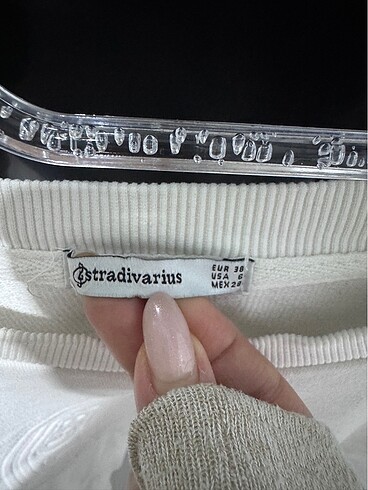 stradivarius
EUR 38
USA 6
MEX 28